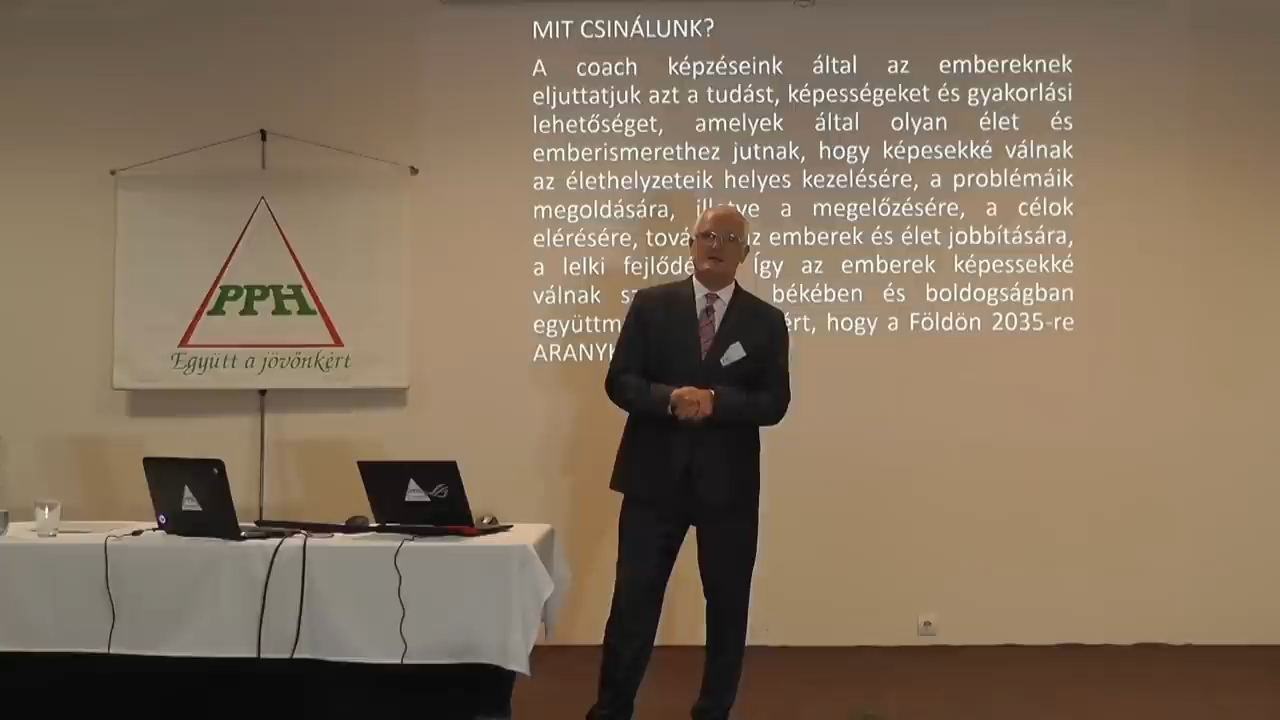 MIT CSINÁLUNK?
A coach képzéseink által az embereknek
eljuttatjuk azt a tudást, képességeket és gyakorlási
lehetőséget, amelyek által olyan élet és
emberismerethez jutnak, hogy képesekké válnak
az élethelyzeteik helyes kezelésére, a problémáik
megoldására, a megelőzésére, a célok
elérésére, az emberek és élet jobbítására,
a lelki Így az emberek képessekké
válnak békében és boldogságban
hogy a Földön 2035-re
PPH
Együtt a jövőnkért